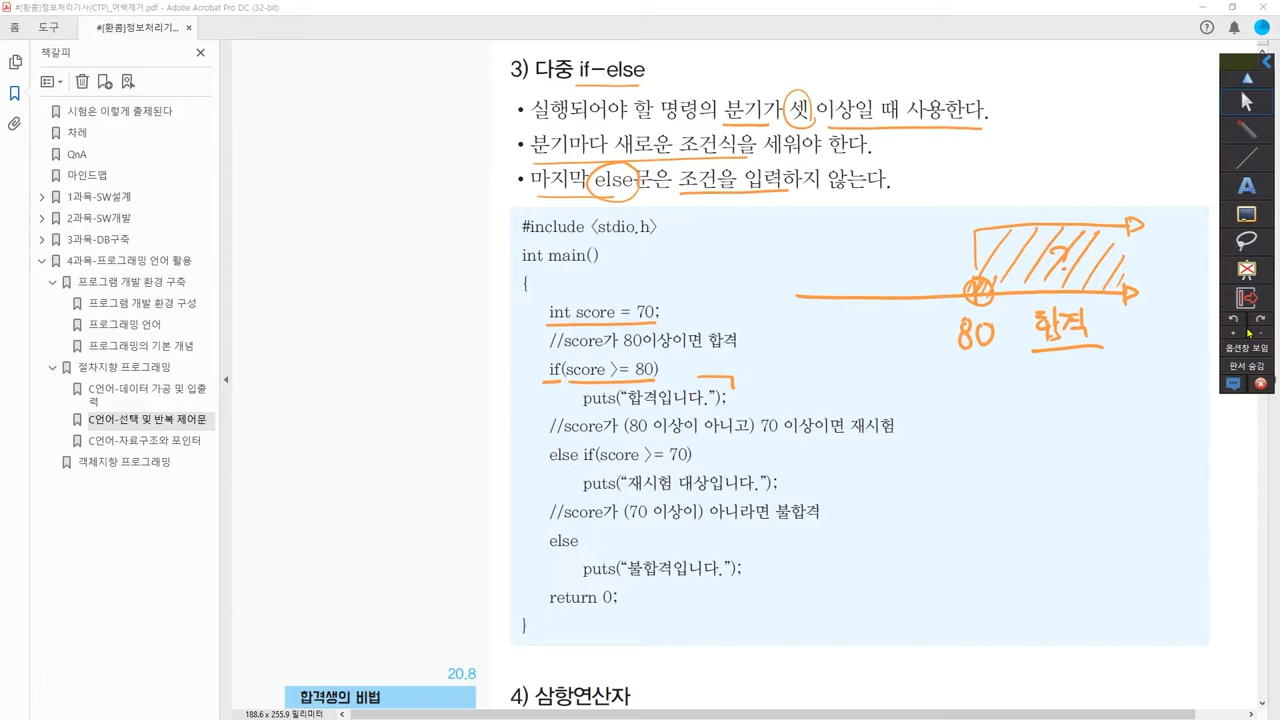 #[환콤]정보처리기사(CTP)_여백제거.pdf - Adobe Acrobat Pro DC (32-bit)
홈 도구 #[환콤]정보처리기... ×
책갈피
시험은 이렇게 출제된다
차례
QnA
마인드맵
1과목-SW설계
2과목-SW개발
3과목-DB구축
4과목-프로그래밍 언어 활용
프로그램 개발 환경 구축
프로그램 개발 환경 구성
프로그래밍 언어
프로그래밍의 기본 개념
절차지향 프로그래밍
C언어-데이터 가공 및 입출
력
C언어-선택 및 반복 제어문
C언어-자료구조와 포인터
객체지향 프로그래밍
3) 다중 if-else
• 실행되어야 할 명령의 분기가 셋 이상일 때 사용한다.
• 분기마다 새로운 조건식을 세워야 한다.
• 마지막 else문은 조건을 입력하지 않는다.
#include <stdio.h>
int main()
{
int score = 70;
//score가 80이상이면 합격
if(score >= 80)
puts("합격입니다.");
//score가 (80 이상이 아니고) 70 이상이면 재시험
else if(score >= 70)
puts("재시험 대상입니다.");
//score가 (70 이상이) 아니라면 불합격
else
puts("불합격입니다.");
return 0;
}
?
80 합격
20.8
합격생의 비법
4) 삼항연산자
188.6 x 255.9 밀리미터
옵션창 보임
판서 숨김